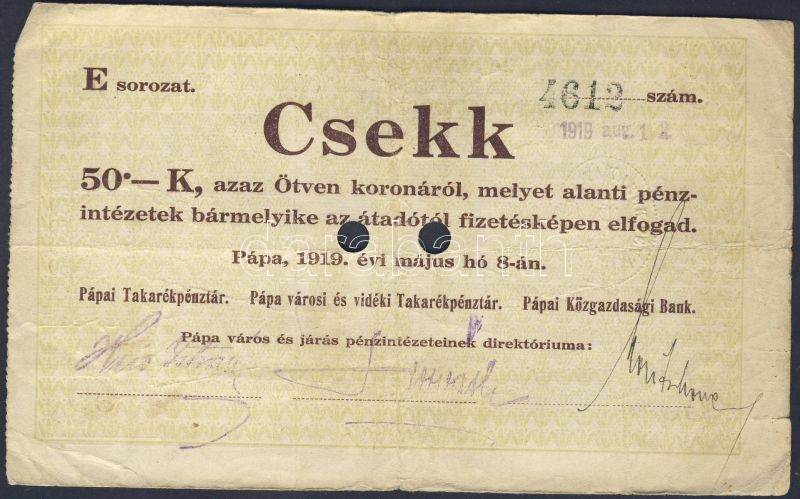 E sorozat.
4612 szám.
1919 aug. 1
Csekk
50·— K, azaz Ötven koronáról, melyet alanti pénz-
intézetek bármelyike az átadótól fizetésképen elfogad.
darabanth
Pápa, 1919. évi május hó 8-án.
Pápai Takarékpénztár. Pápa városi és vidéki Takarékpénztár. Pápai Közgazdasági Bank.
Pápa város és járás pénzintézeteinek direktóriuma: